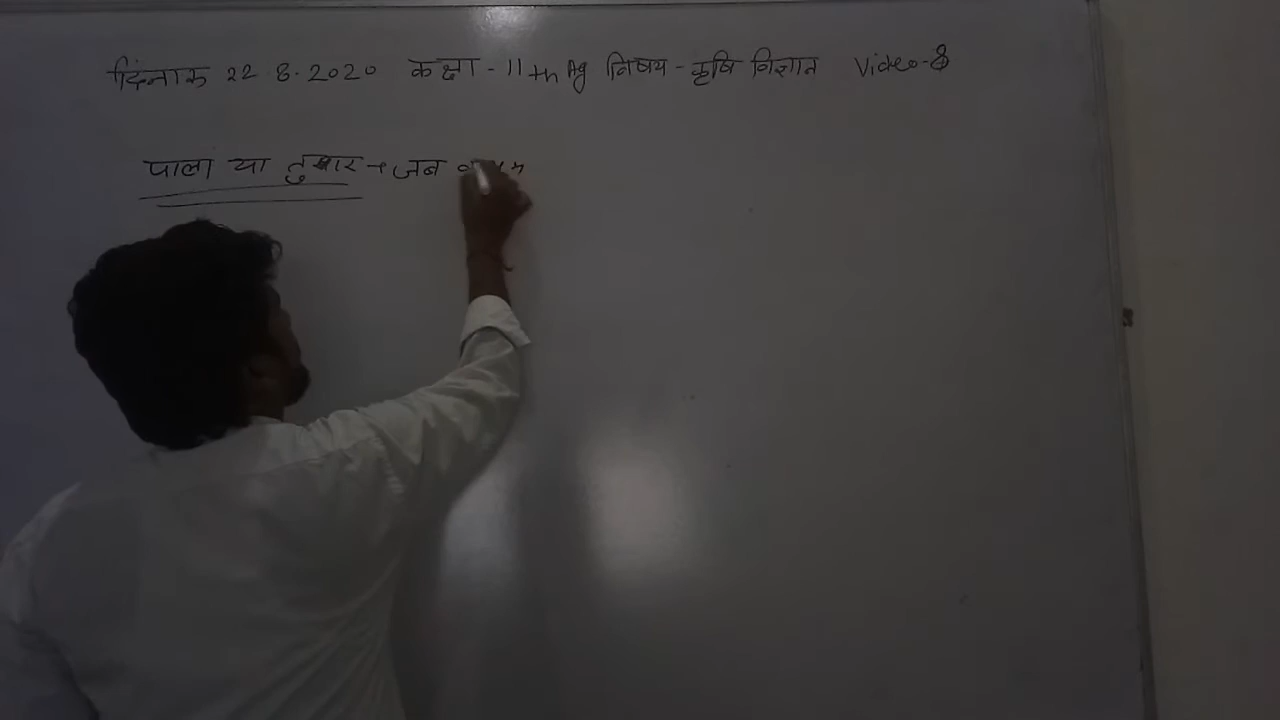 दिनांक 22.8.2020 कक्षा - 11th Ag विषय - कृषि विज्ञान Video-8
पाला या तुषार → जब